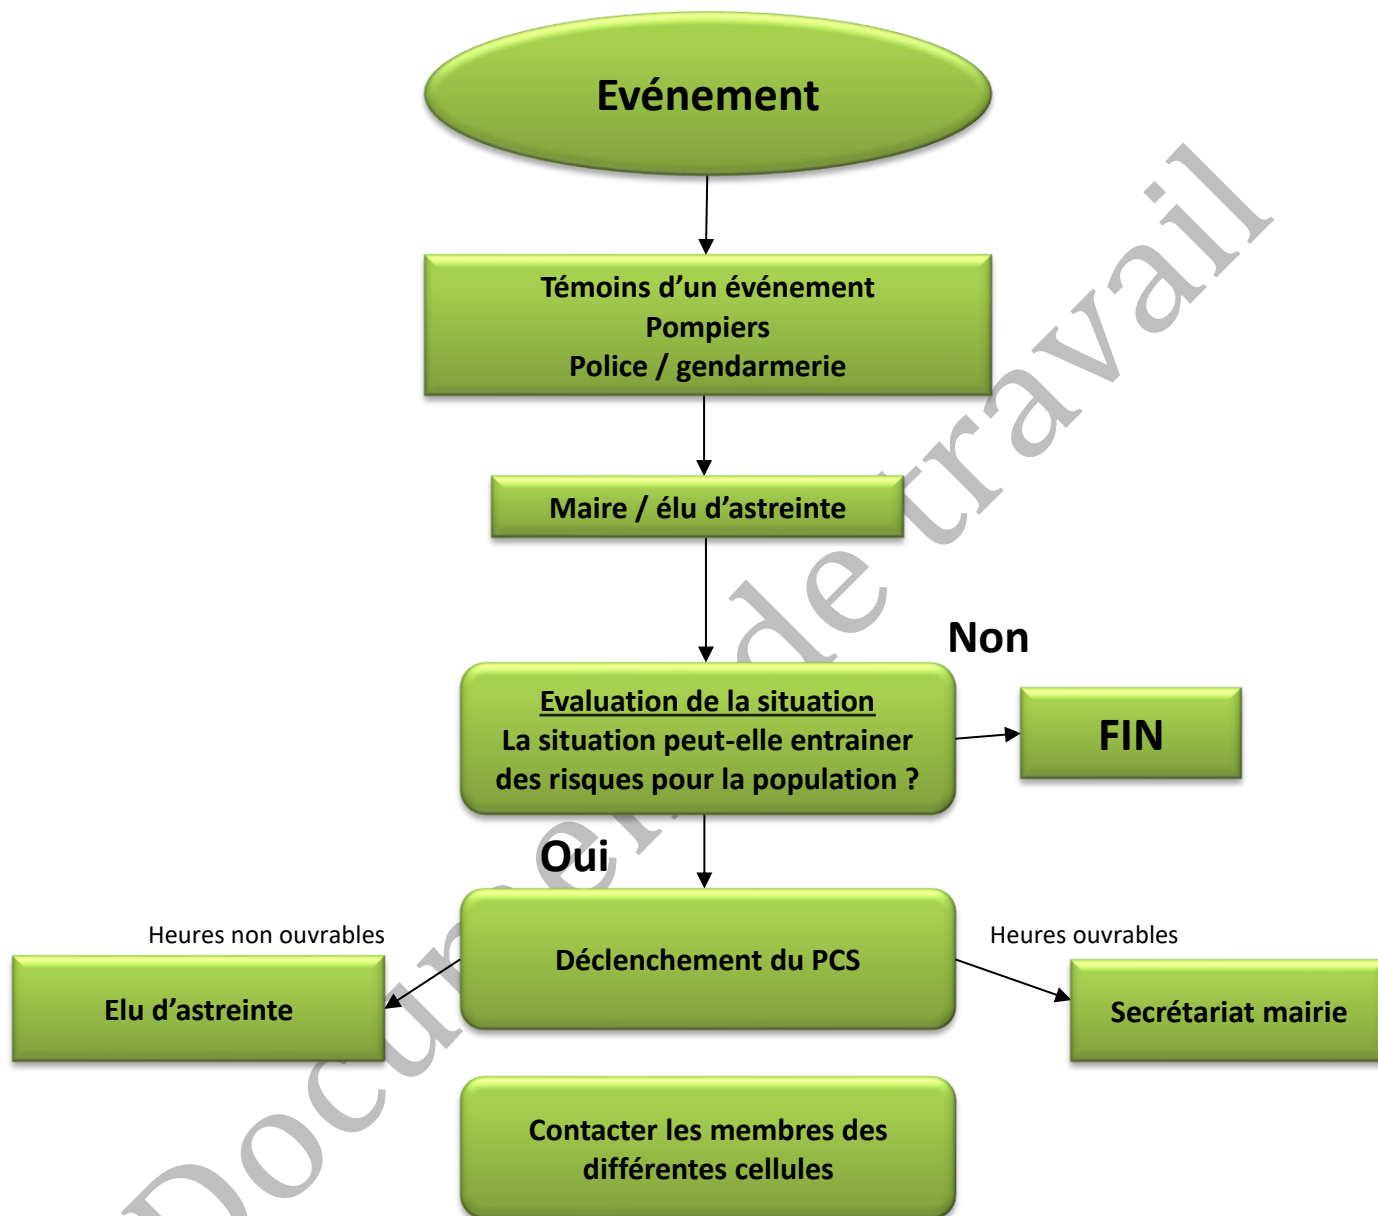 Evénement
Témoins d’un événement
Pompiers
Police / gendarmerie
Maire / élu d’astreinte
Non
Evaluation de la situation
La situation peut-elle entrainer
des risques pour la population ?
FIN
Oui
Heures non ouvrables
Heures ouvrables
Déclenchement du PCS
Elu d’astreinte
Secrétariat mairie
Contacter les membres des
différentes cellules
Document de travail